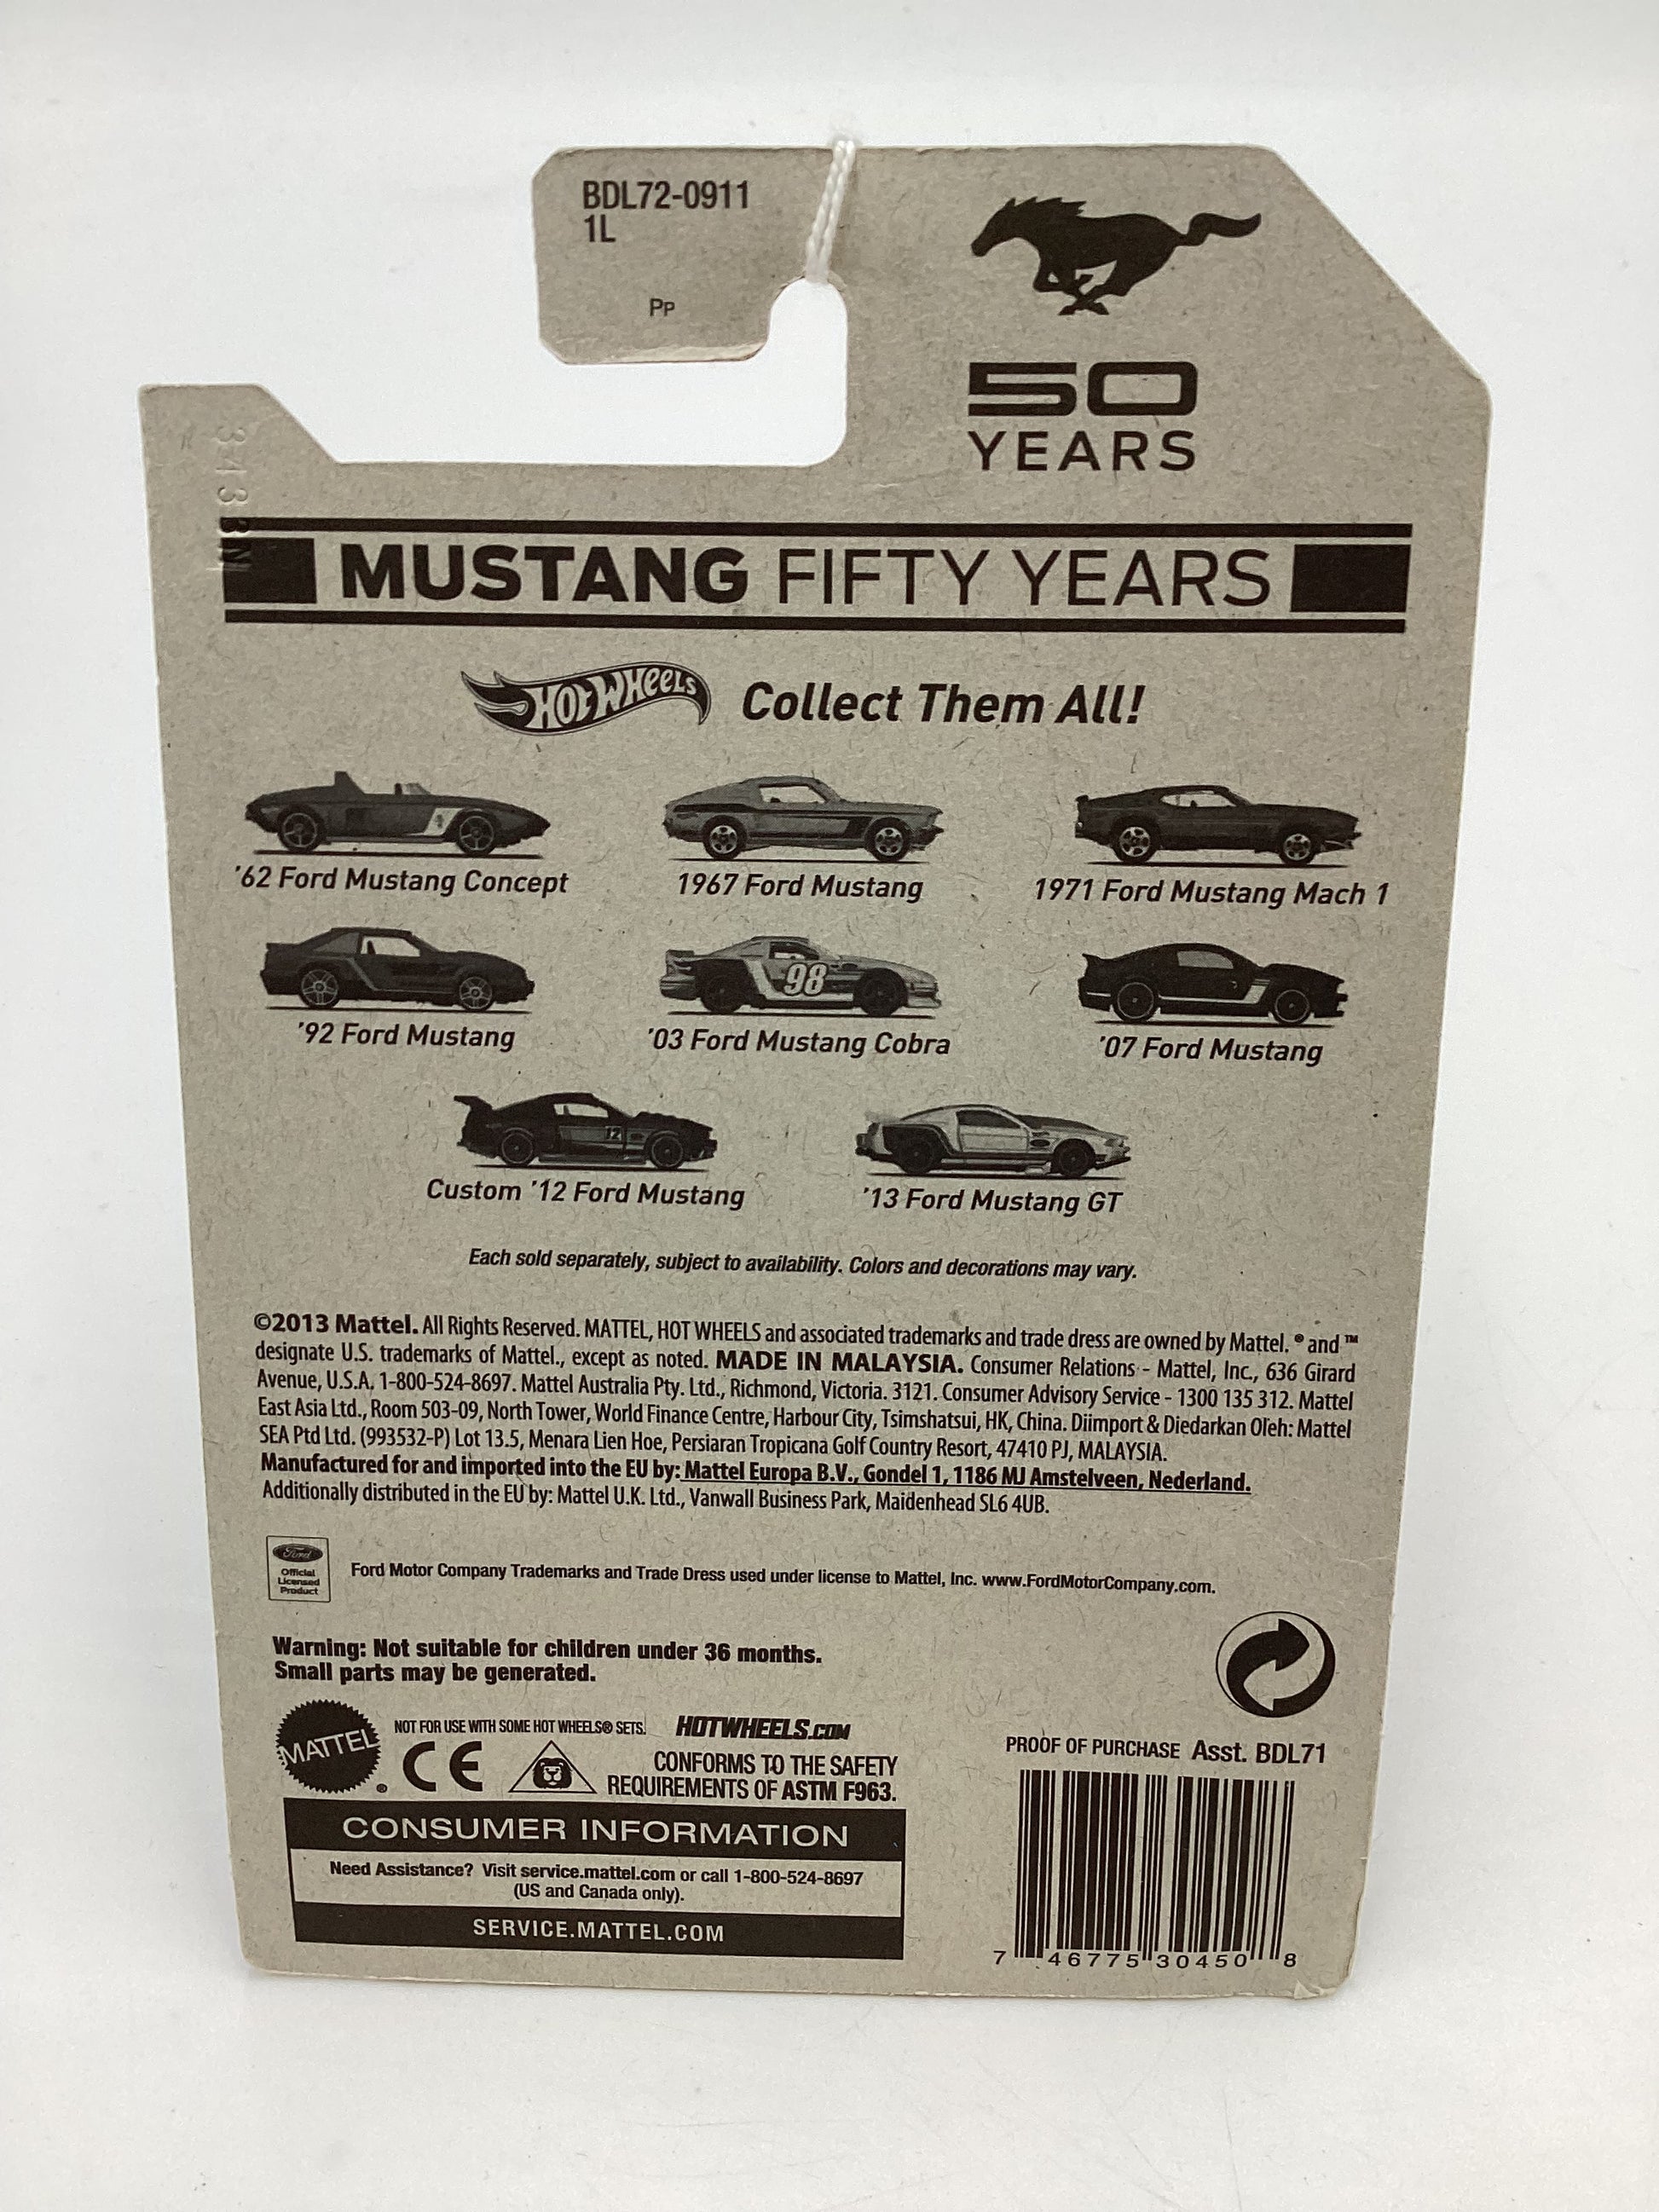 BDL72-0911
1L
PP
50
YEARS
MUSTANG FIFTY YEARS
HOT WHEELS Collect Them All!
'62 Ford Mustang Concept
1967 Ford Mustang
1971 Ford Mustang Mach 1
98
'92 Ford Mustang
'03 Ford Mustang Cobra
'07 Ford Mustang
12
Custom '12 Ford Mustang
'13 Ford Mustang GT
Each sold separately, subject to availability. Colors and decorations may vary.
©2013 Mattel. All Rights Reserved. MATTEL, HOT WHEELS and associated trademarks and trade dress are owned by Mattel. ® and ™
designate U.S. trademarks of Mattel., except as noted. MADE IN MALAYSIA. Consumer Relations - Mattel, Inc., 636 Girard
Avenue, U.S.A. 1-800-524-8697. Mattel Australia Pty. Ltd., Richmond, Victoria. 3121. Consumer Advisory Service - 1300 135 312. Mattel
East Asia Ltd., Room 503-09, North Tower, World Finance Centre, Harbour City, Tsimshatsui, HK, China. Diimport & Diedarkan Oleh: Mattel
SEA Ptd Ltd. (993532-P) Lot 13.5, Menara Lien Hoe, Persiaran Tropicana Golf Country Resort, 47410 PJ, MALAYSIA.
Manufactured for and imported into the EU by: Mattel Europa B.V., Gondel 1, 1186 MJ Amstelveen, Nederland.
Additionally distributed in the EU by: Mattel U.K. Ltd., Vanwall Business Park, Maidenhead SL6 4UB.
Ford
Official
Licensed
Product
Ford Motor Company Trademarks and Trade Dress used under license to Mattel, Inc. www.FordMotorCompany.com.
Warning: Not suitable for children under 36 months.
Small parts may be generated.
MATTEL
®
NOT FOR USE WITH SOME HOT WHEELS® SETS.
HOTWHEELS.COM
CE
CONFORMS TO THE SAFETY
REQUIREMENTS OF ASTM F963.
PROOF OF PURCHASE Asst. BDL71
CONSUMER INFORMATION
Need Assistance? Visit service.mattel.com or call 1-800-524-8697
(US and Canada only).
SERVICE.MATTEL.COM
7 46775 30450 8